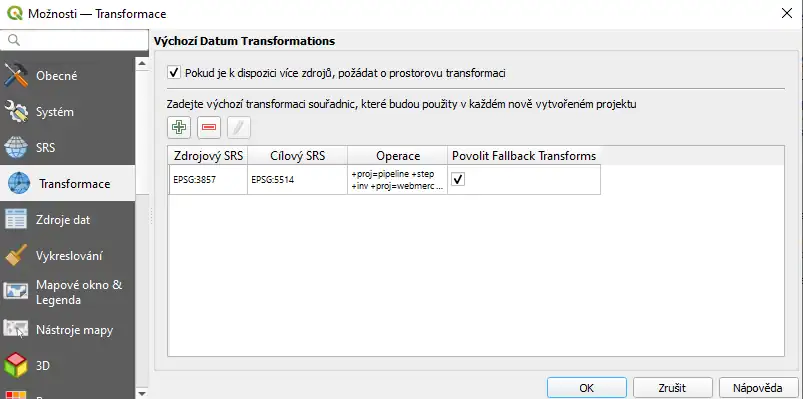 Možnosti — Transformace
Výchozí Datum Transformations
Obecné
Systém
SRS
Transformace
Zdroje dat
Vykreslování
Mapové okno &
Legenda
Nástroje mapy
3D
Pokud je k dispozici více zdrojů, požádat o prostorovu transformaci
Zadejte výchozí transformaci souřadnic, které budou použity v každém nově vytvořeném projektu
Zdrojový SRS Cílový SRS Operace Povolit Fallback Transforms
EPSG:3857 EPSG:5514 +proj=pipeline +step
+inv +proj=webmerc ...
OK Zrušit Nápověda